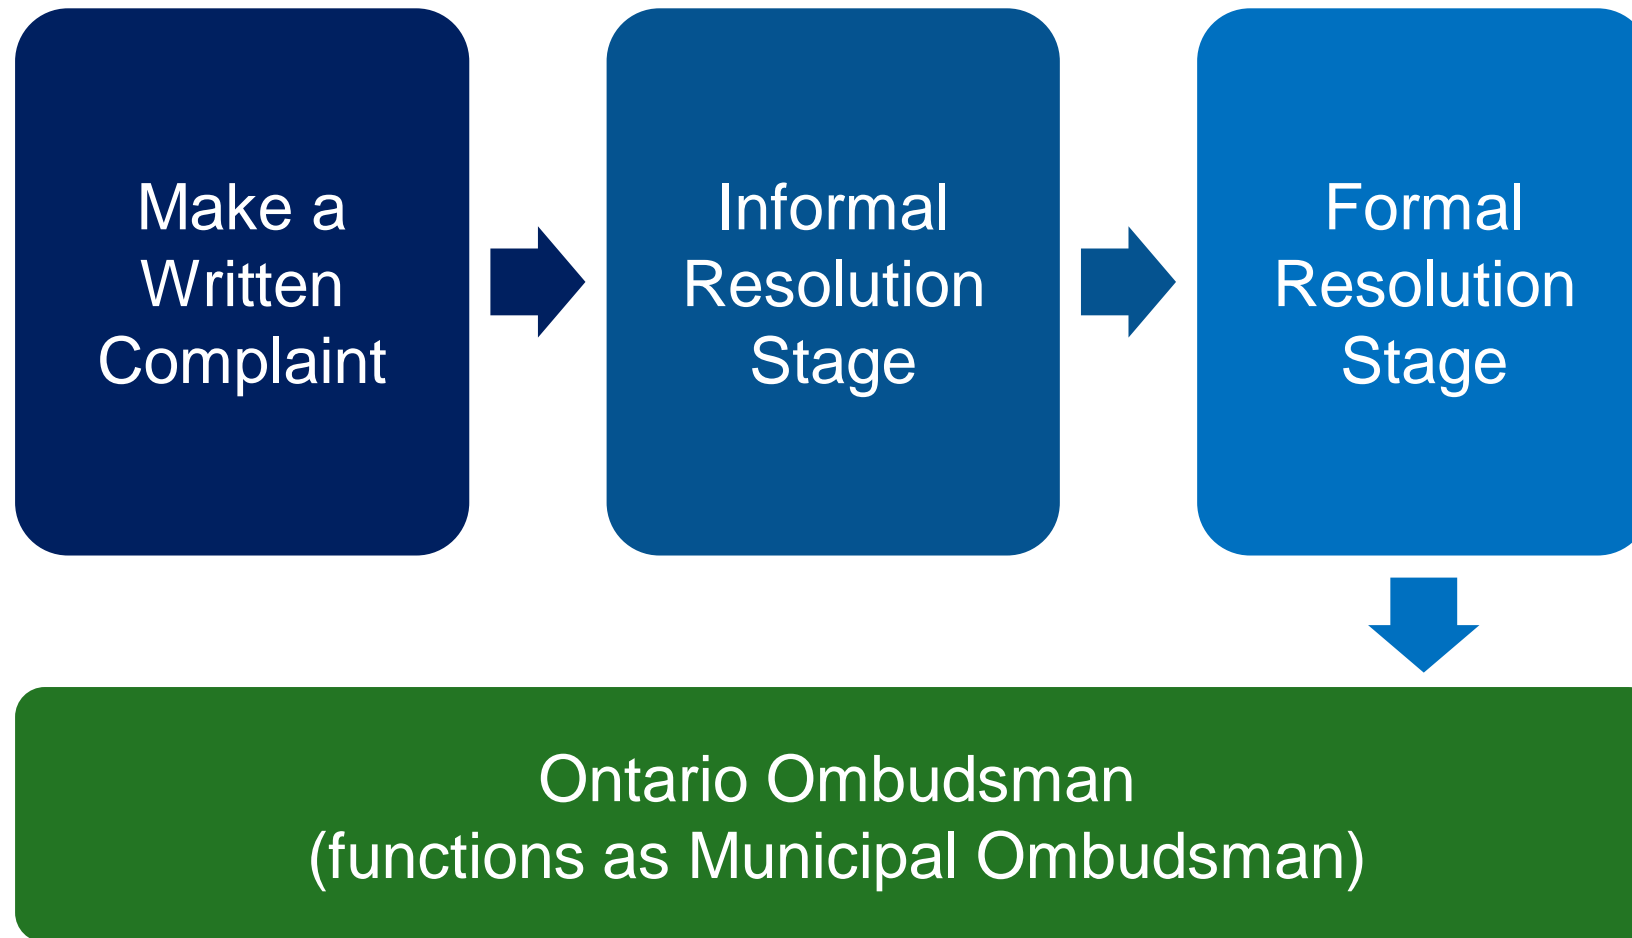 Make a
Written
Complaint
Informal
Resolution
Stage
Formal
Resolution
Stage
Ontario Ombudsman
(functions as Municipal Ombudsman)